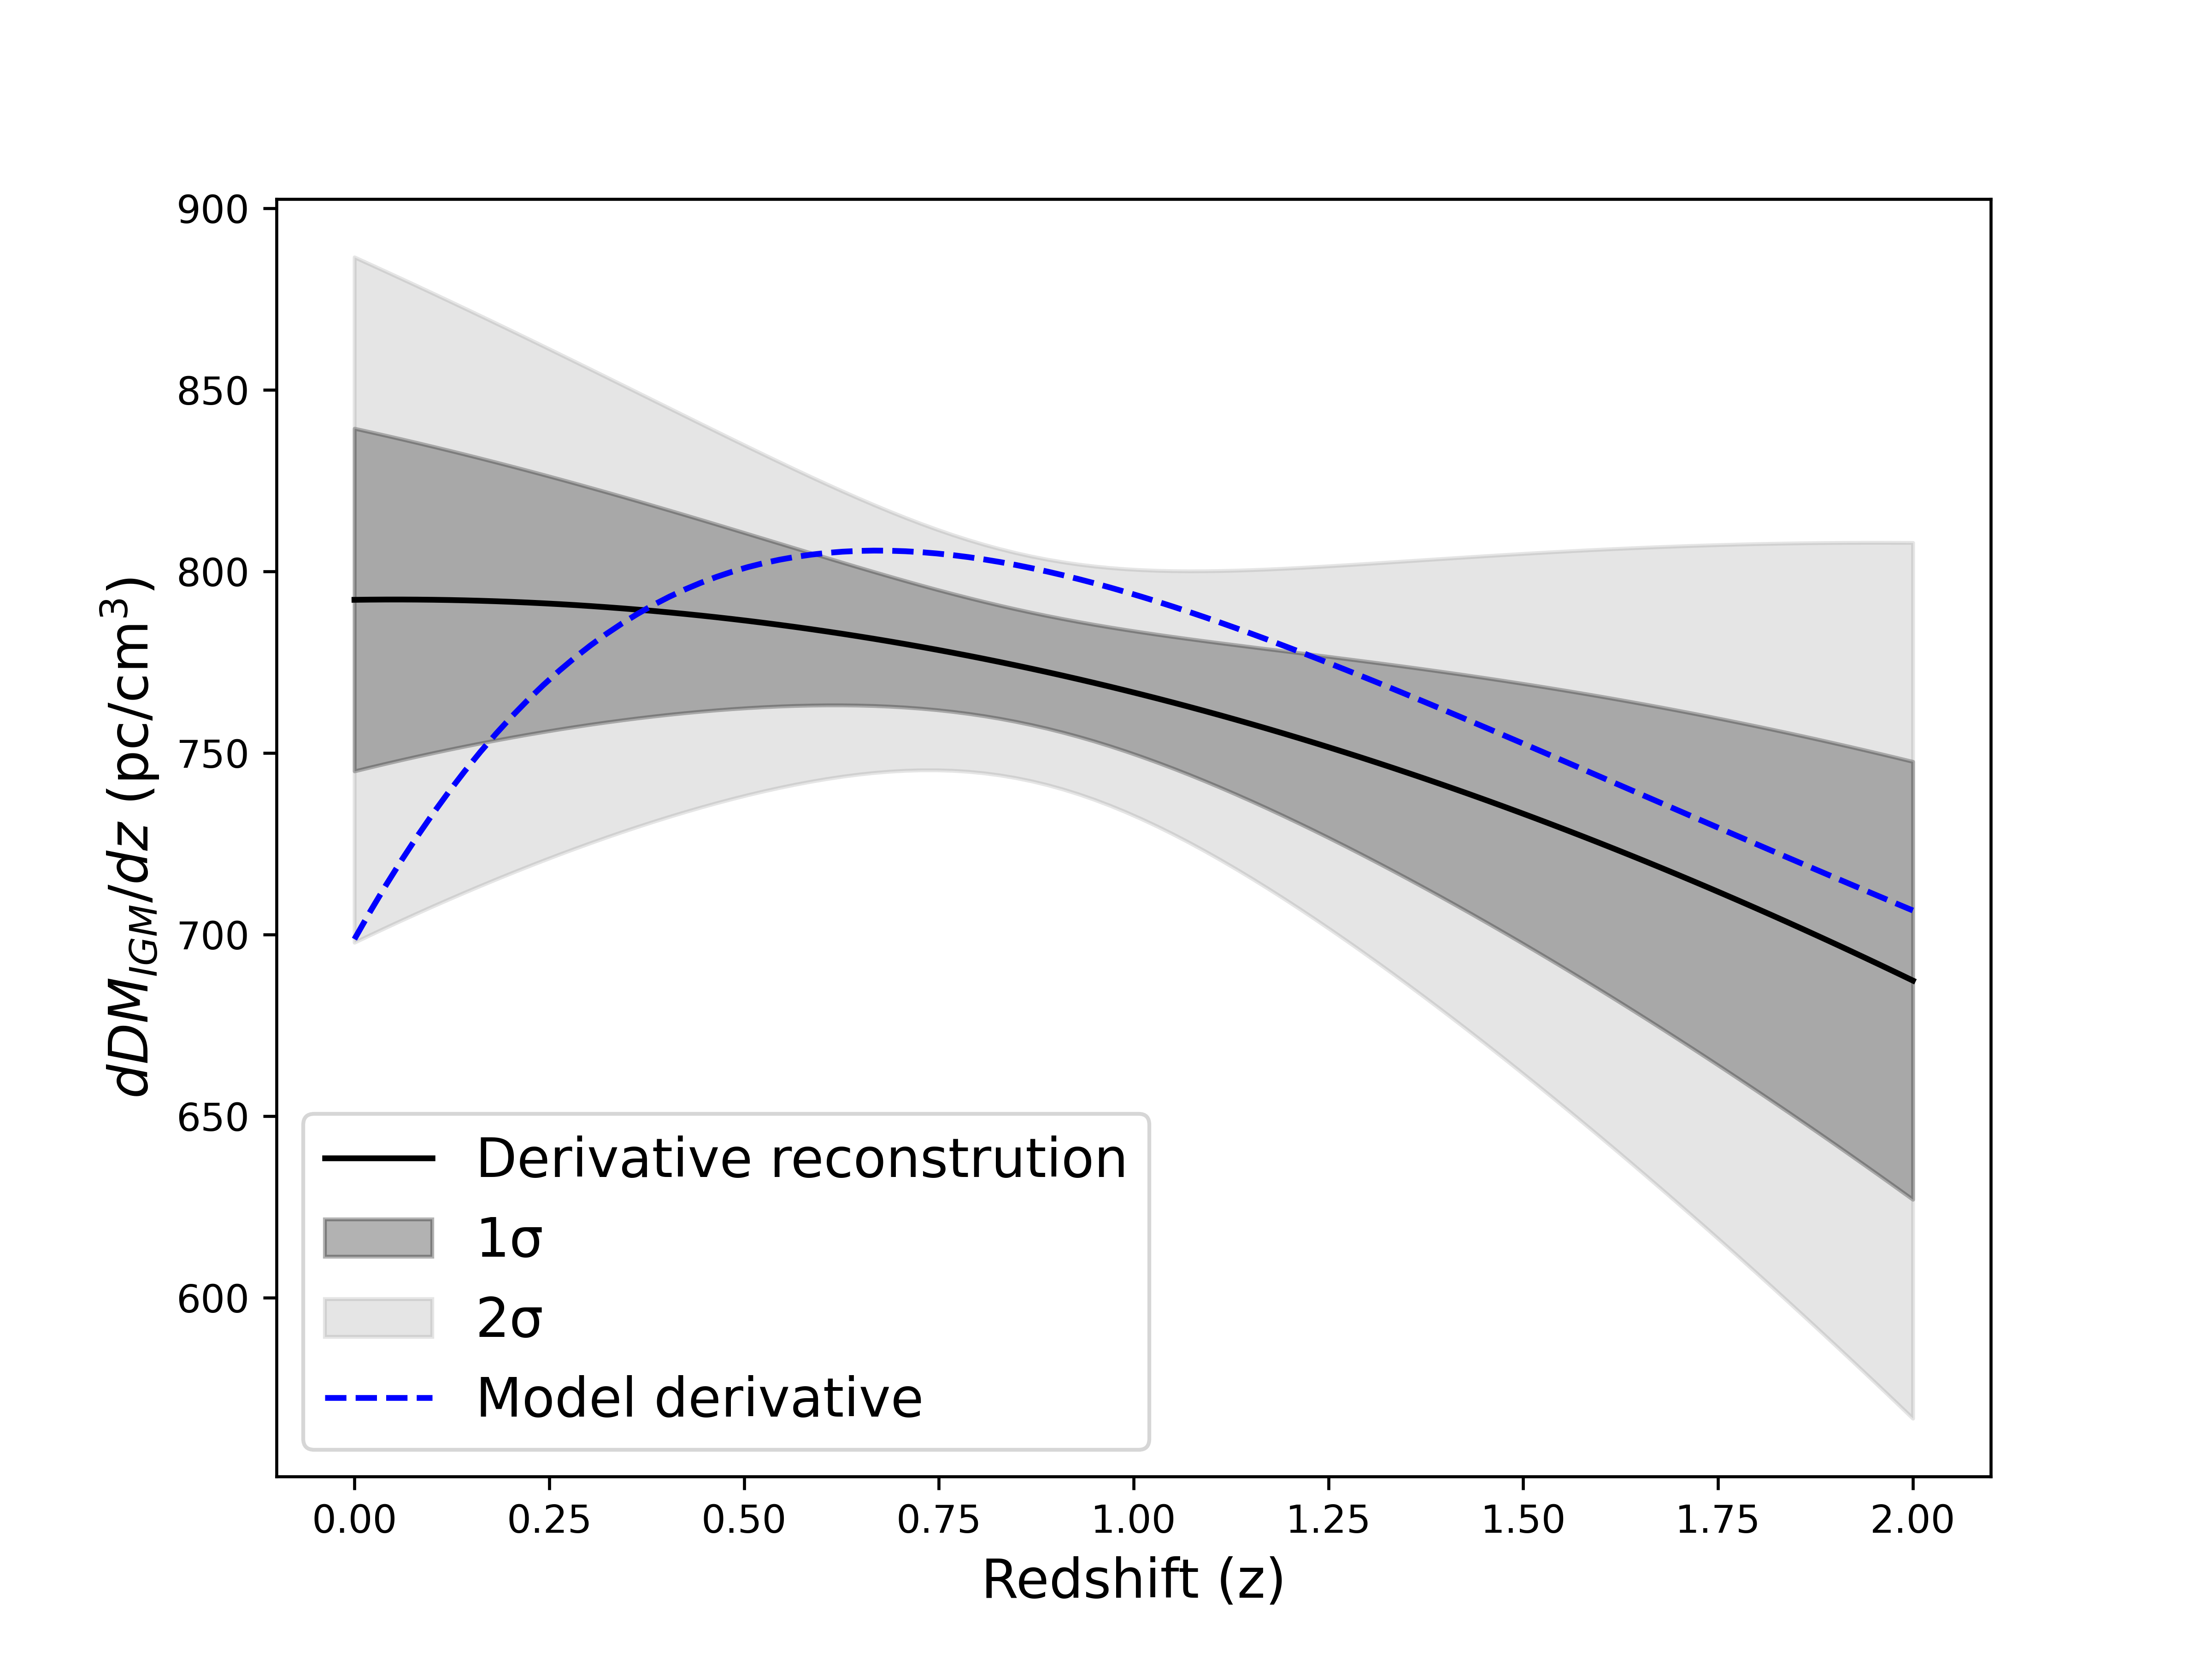 900
850
800
750
700
650
600
dDM_IGM/dz (pc/cm³)
Derivative reconstrution
1σ
2σ
Model derivative
0.00 0.25 0.50 0.75 1.00 1.25 1.50 1.75 2.00
Redshift (z)